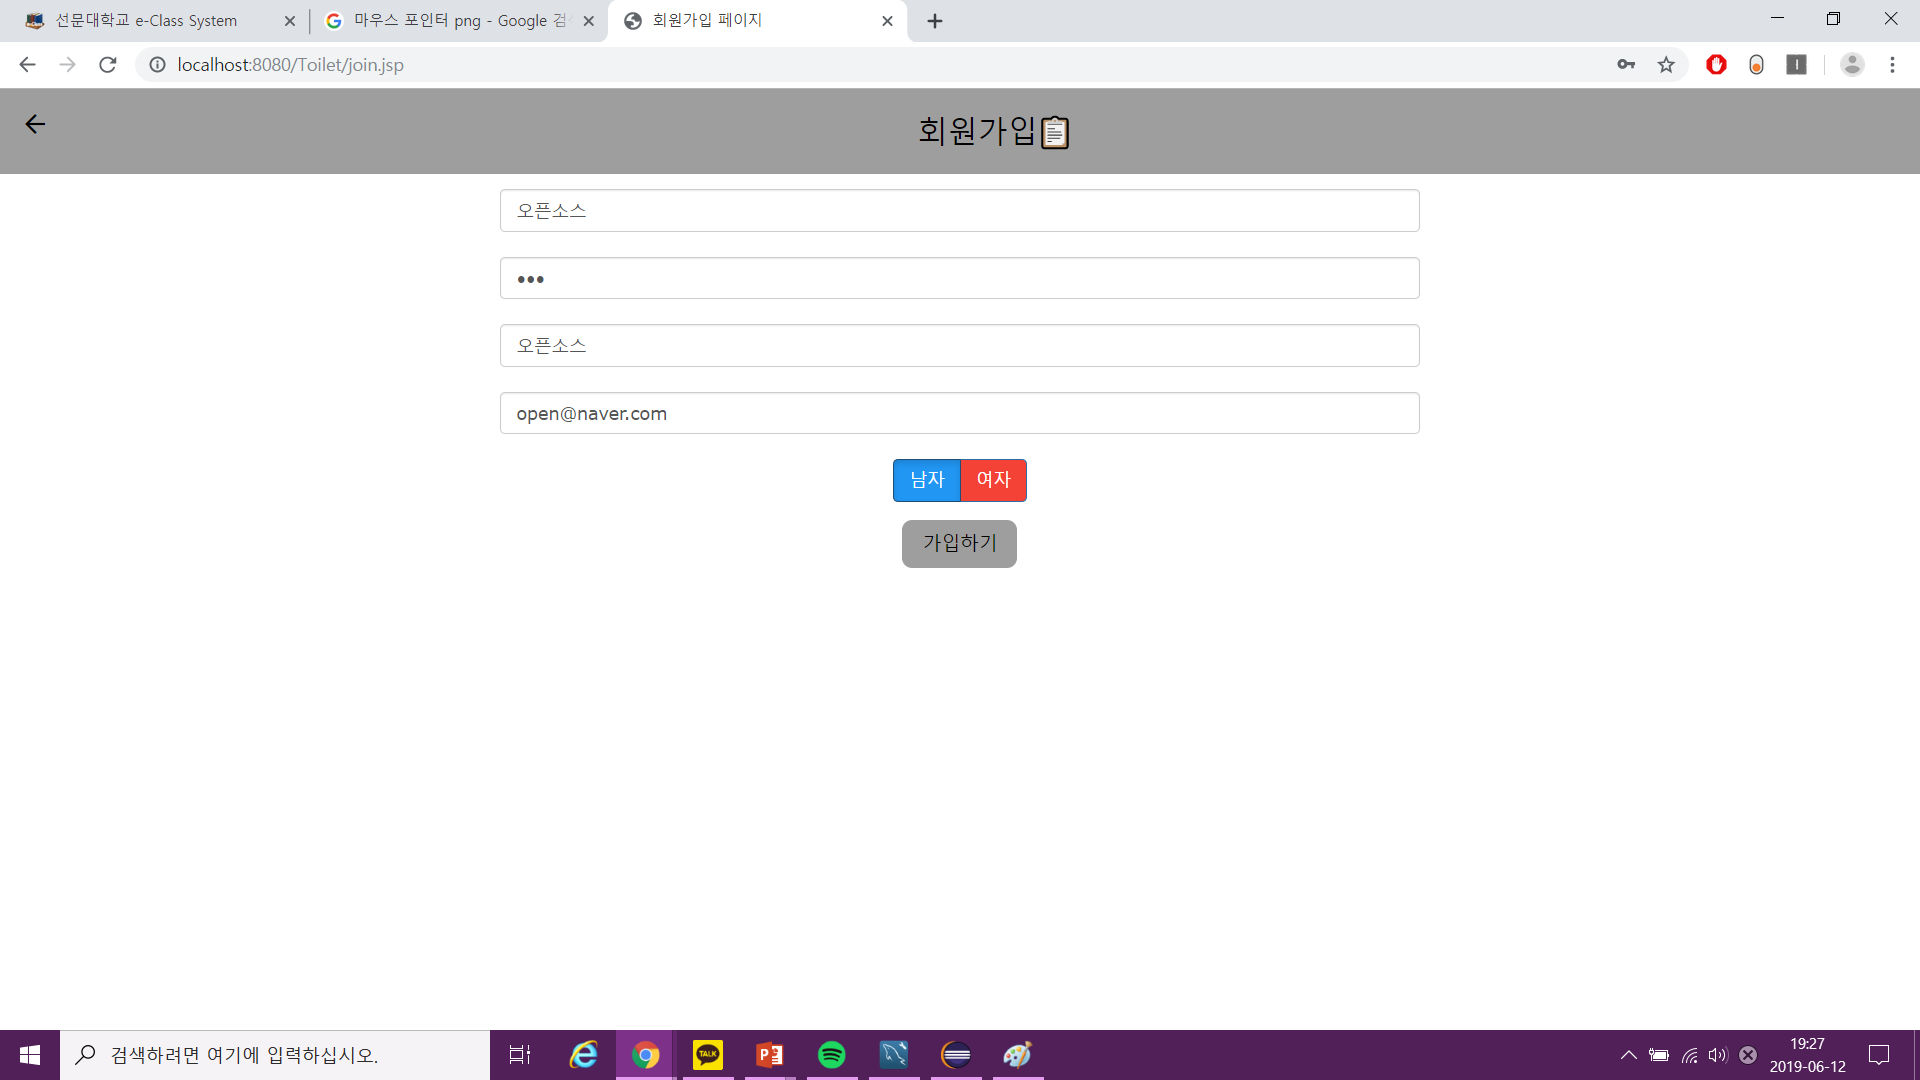 선문대학교 e-Class System
마우스 포인터 png - Google 검
회원가입 페이지
localhost:8080/Toilet/join.jsp
회원가입
오픈소스
•••
오픈소스
open@naver.com
남자 여자
가입하기
검색하려면 여기에 입력하십시오.
TALK
19:27
2019-06-12